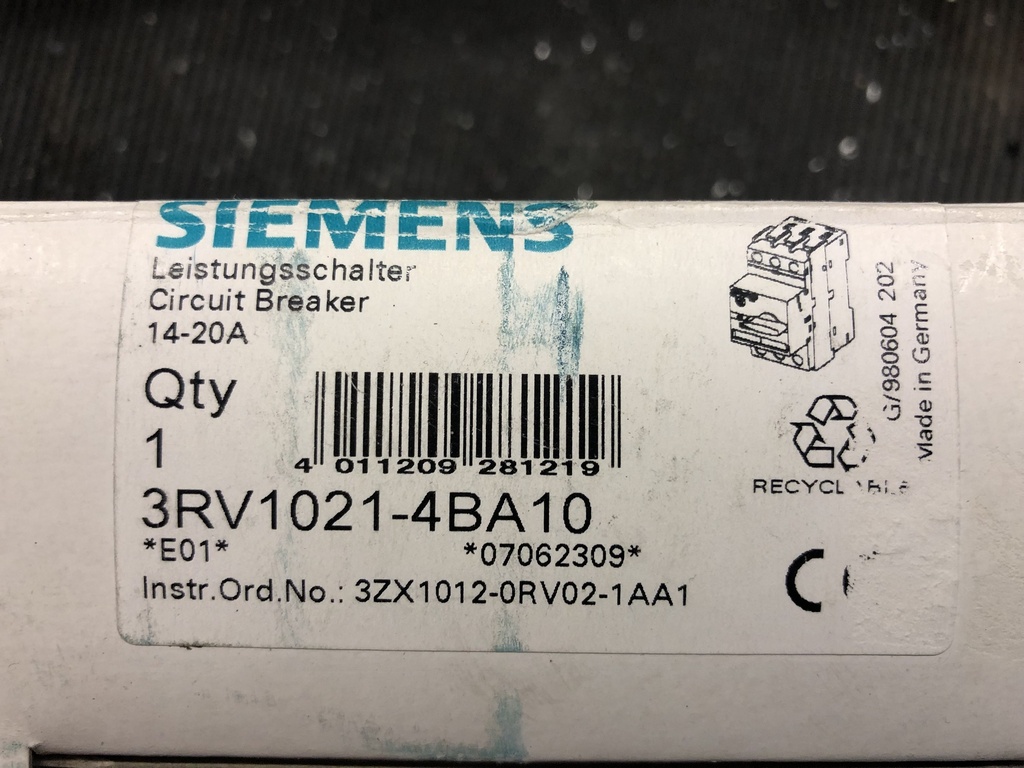 SIEMENS
Leistungsschalter
Circuit Breaker
14-20A
Qty
1
4 011209 281219
3RV1021-4BA10
*E01* *07062309*
Instr.Ord.No.: 3ZX1012-0RV02-1AA1
G/980604 202
Made in Germany